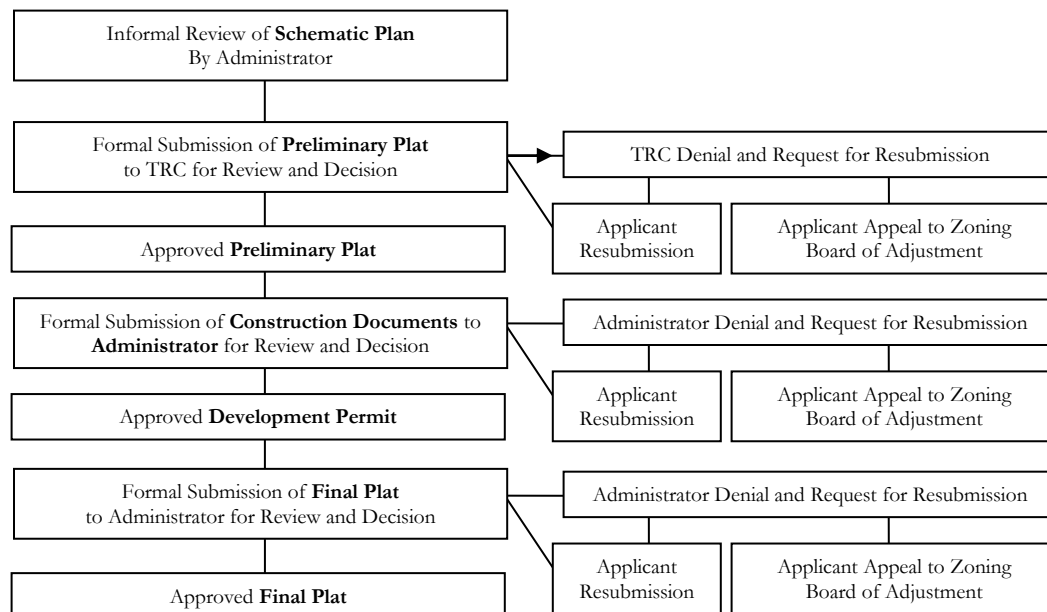 Informal Review of Schematic Plan
By Administrator
Formal Submission of Preliminary Plat
to TRC for Review and Decision
TRC Denial and Request for Resubmission
Applicant
Resubmission
Applicant Appeal to Zoning
Board of Adjustment
Approved Preliminary Plat
Formal Submission of Construction Documents to
Administrator for Review and Decision
Administrator Denial and Request for Resubmission
Applicant
Resubmission
Applicant Appeal to Zoning
Board of Adjustment
Approved Development Permit
Formal Submission of Final Plat
to Administrator for Review and Decision
Administrator Denial and Request for Resubmission
Applicant
Resubmission
Applicant Appeal to Zoning
Board of Adjustment
Approved Final Plat